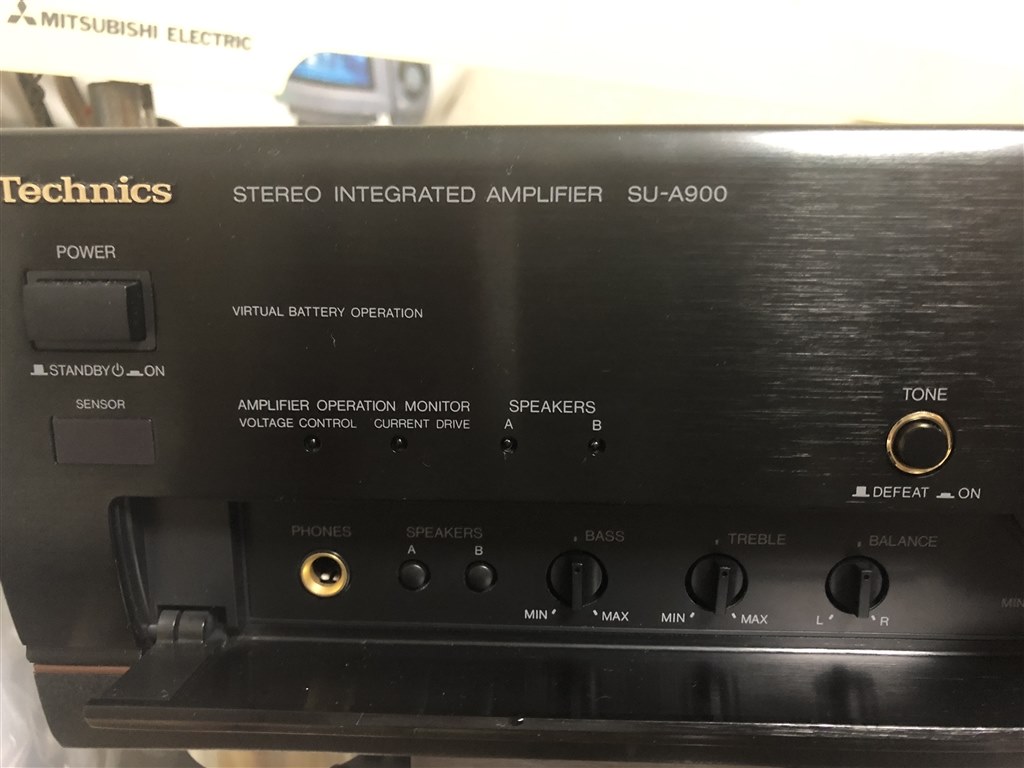 MITSUBISHI ELECTRIC
Technics
STEREO INTEGRATED AMPLIFIER SU-A900
POWER
VIRTUAL BATTERY OPERATION
STANDBY ON
SENSOR
AMPLIFIER OPERATION MONITOR
VOLTAGE CONTROL CURRENT DRIVE
SPEAKERS
A B
TONE
DEFEAT ON
PHONES
SPEAKERS
A B
BASS
MIN MAX
TREBLE
MIN MAX
BALANCE
L R
MIN